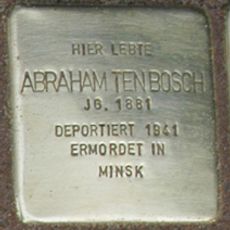 HIER LEBTE
ABRAHAM TEN BOSCH
JG. 1881
DEPORTIERT 1941
ERMORDET IN
MINSK